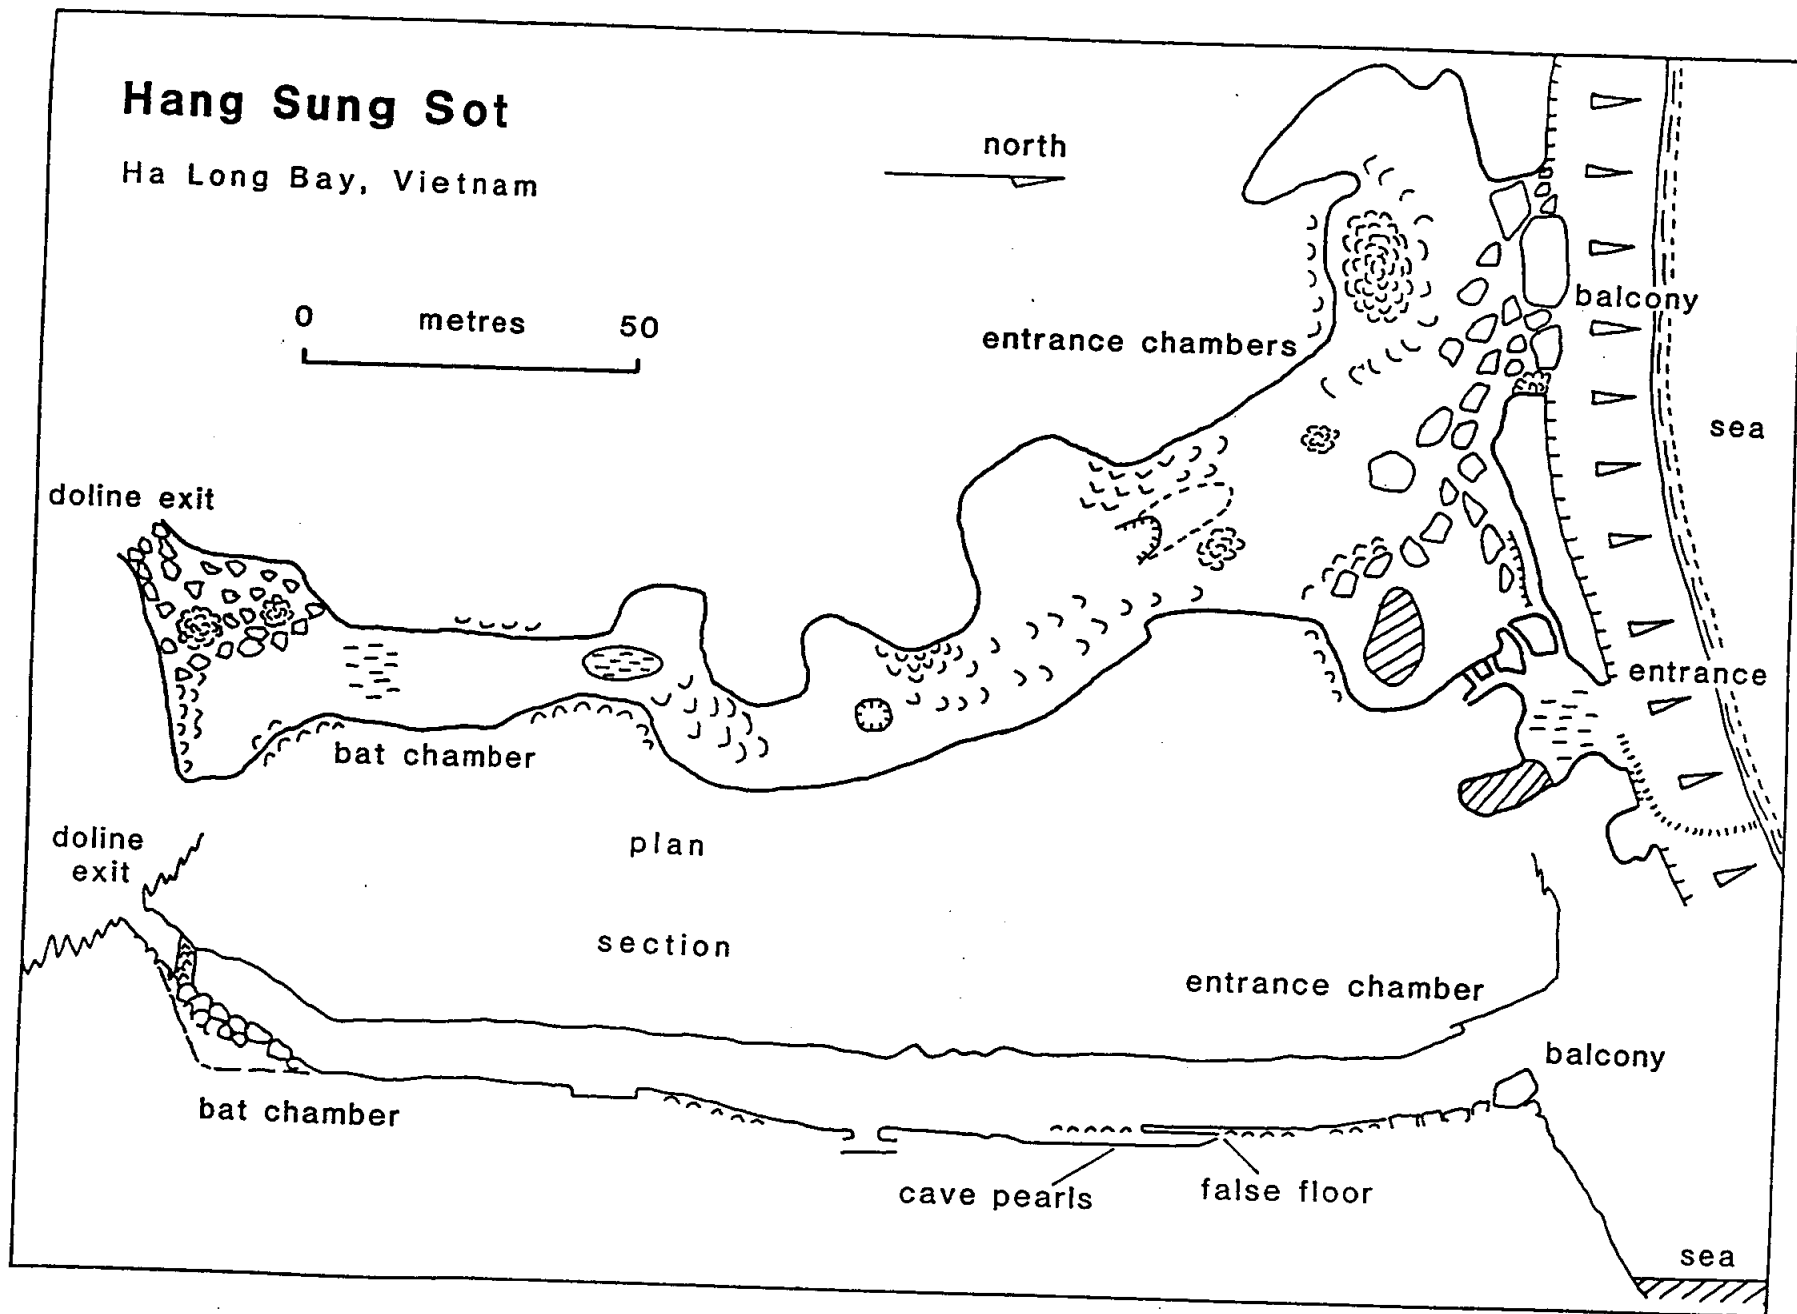 Hang Sung Sot
Ha Long Bay, Vietnam
north
0 metres 50
balcony
entrance chambers
sea
doline exit
entrance
bat chamber
plan
doline
exit
section
entrance chamber
balcony
bat chamber
cave pearls
false floor
sea